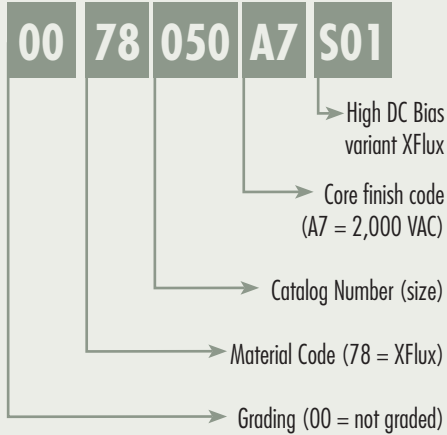 00 78 050 A7 S01
High DC Bias
variant XFlux
Core finish code
(A7 = 2,000 VAC)
Catalog Number (size)
Material Code (78 = XFlux)
Grading (00 = not graded)